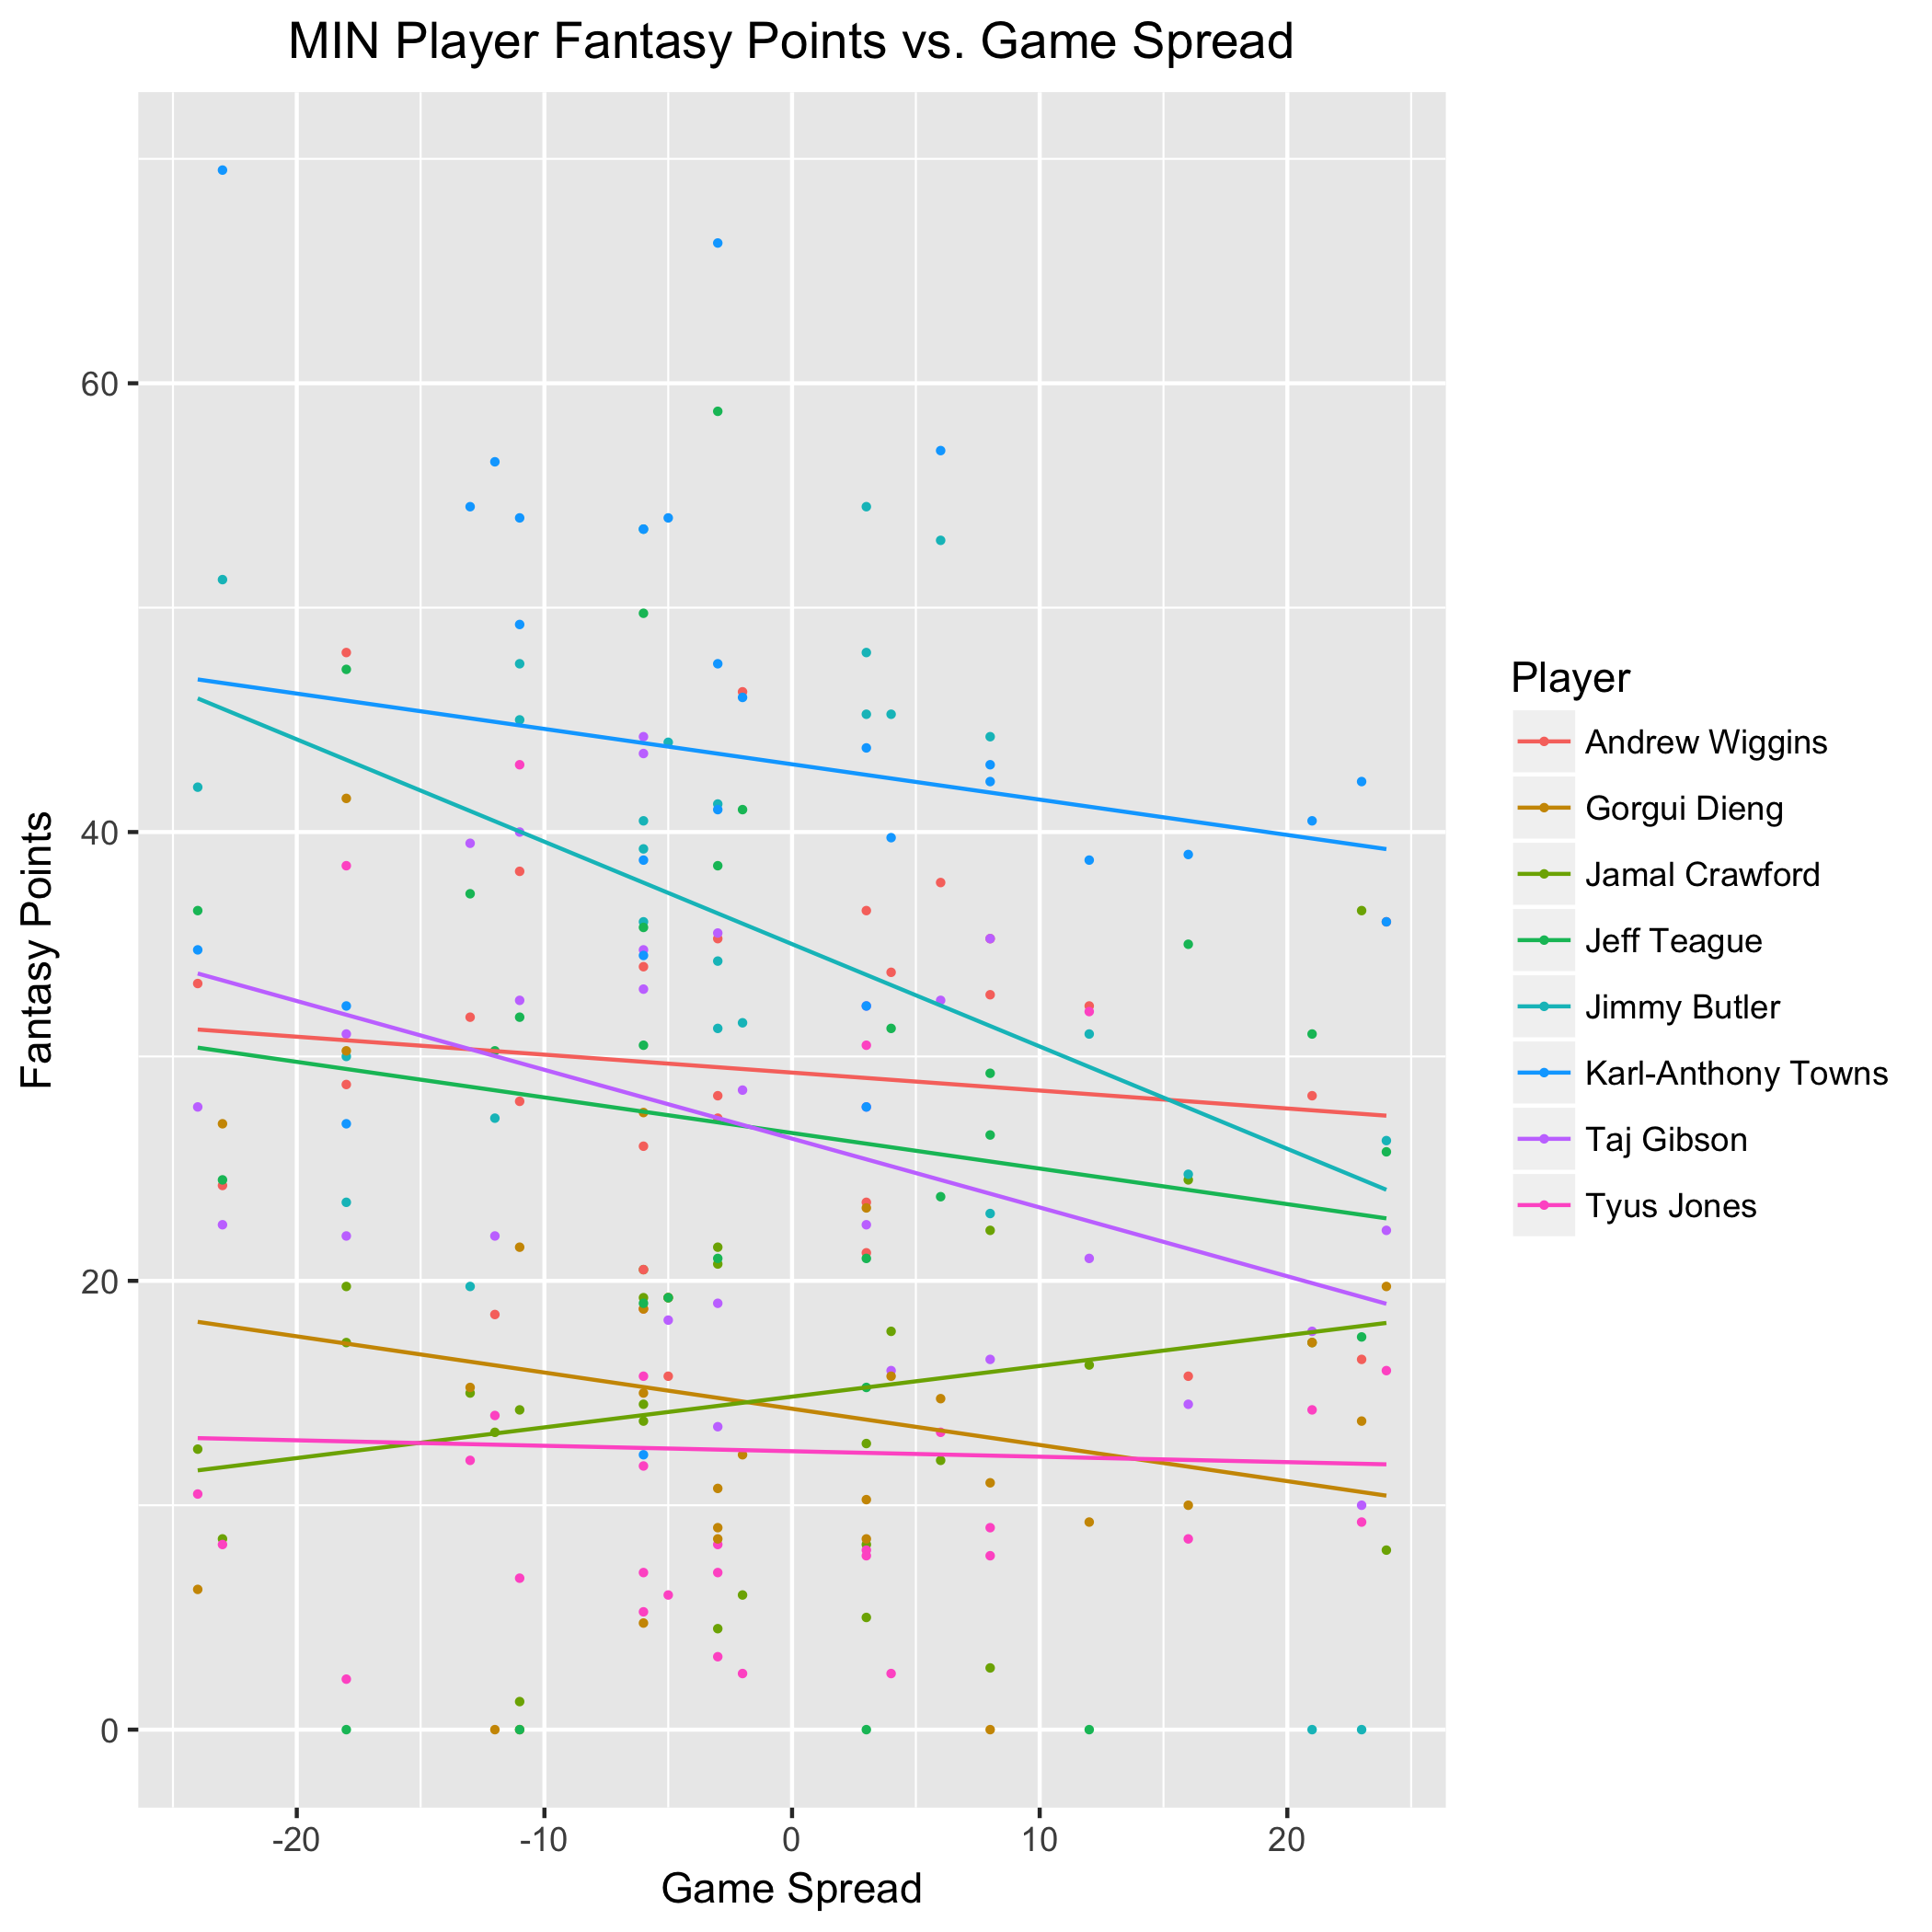 MIN Player Fantasy Points vs. Game Spread
Fantasy Points
60
40
20
0
-20
-10
0
10
20
Game Spread
Player
Andrew Wiggins
Gorgui Dieng
Jamal Crawford
Jeff Teague
Jimmy Butler
Karl-Anthony Towns
Taj Gibson
Tyus Jones